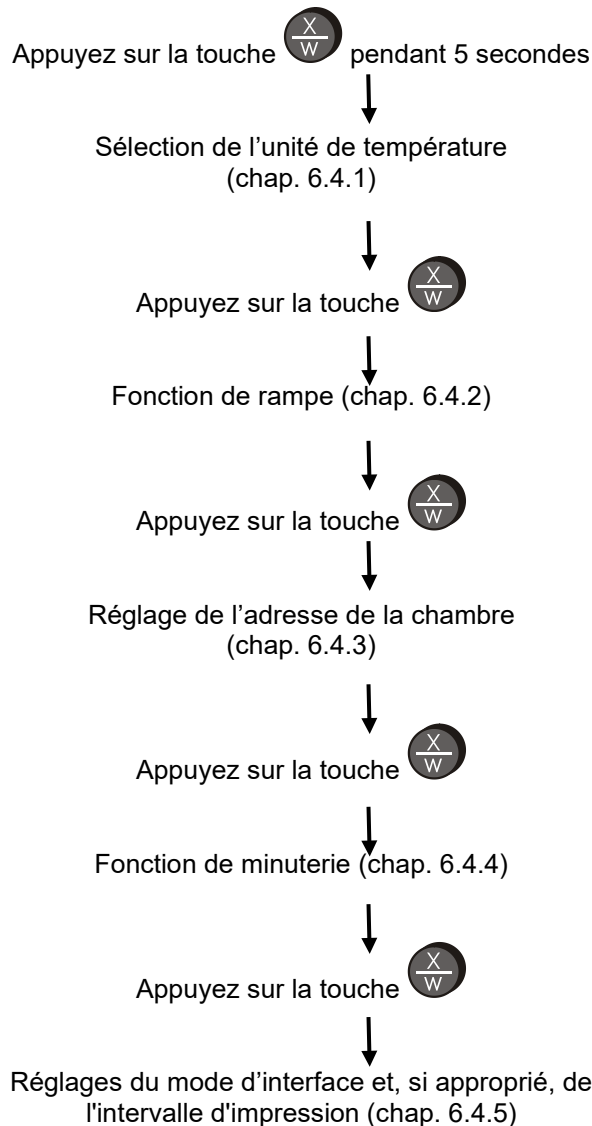 Appuyez sur la touche X/W pendant 5 secondes
Sélection de l’unité de température
(chap. 6.4.1)
Appuyez sur la touche X/W
Fonction de rampe (chap. 6.4.2)
Appuyez sur la touche X/W
Réglage de l’adresse de la chambre
(chap. 6.4.3)
Appuyez sur la touche X/W
Fonction de minuterie (chap. 6.4.4)
Appuyez sur la touche X/W
Réglages du mode d’interface et, si approprié, de
l'intervalle d'impression (chap. 6.4.5)